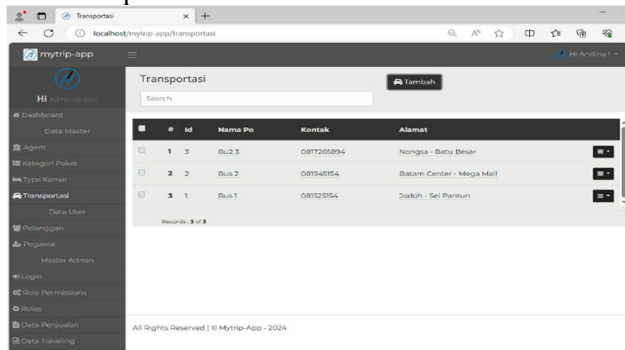 Transportasi
localhost/mytrip-app/transportasi
mytrip-app
Hi Andina !
Hi Administrator
Dashboard
Data Master
Agent
Kategori Paket
Type Kamar
Transportasi
Data User
Pelanggan
Pegawai
Master Admin
Login
Role Permissions
Roles
Data Penjualan
Data Traveling
Transportasi
Tambah
Search
# Id Nama Po Kontak Alamat
1 3 Bu23 0817265894 Nongsa - Batu Besar
2 2 Bus 2 081945154 Batam Center - Mega Mall
3 1 Bus 1 081525154 Jodoh - Sei Pantun
Records : 3 of 3
All Rights Reserved | © Mytrip-App - 2024